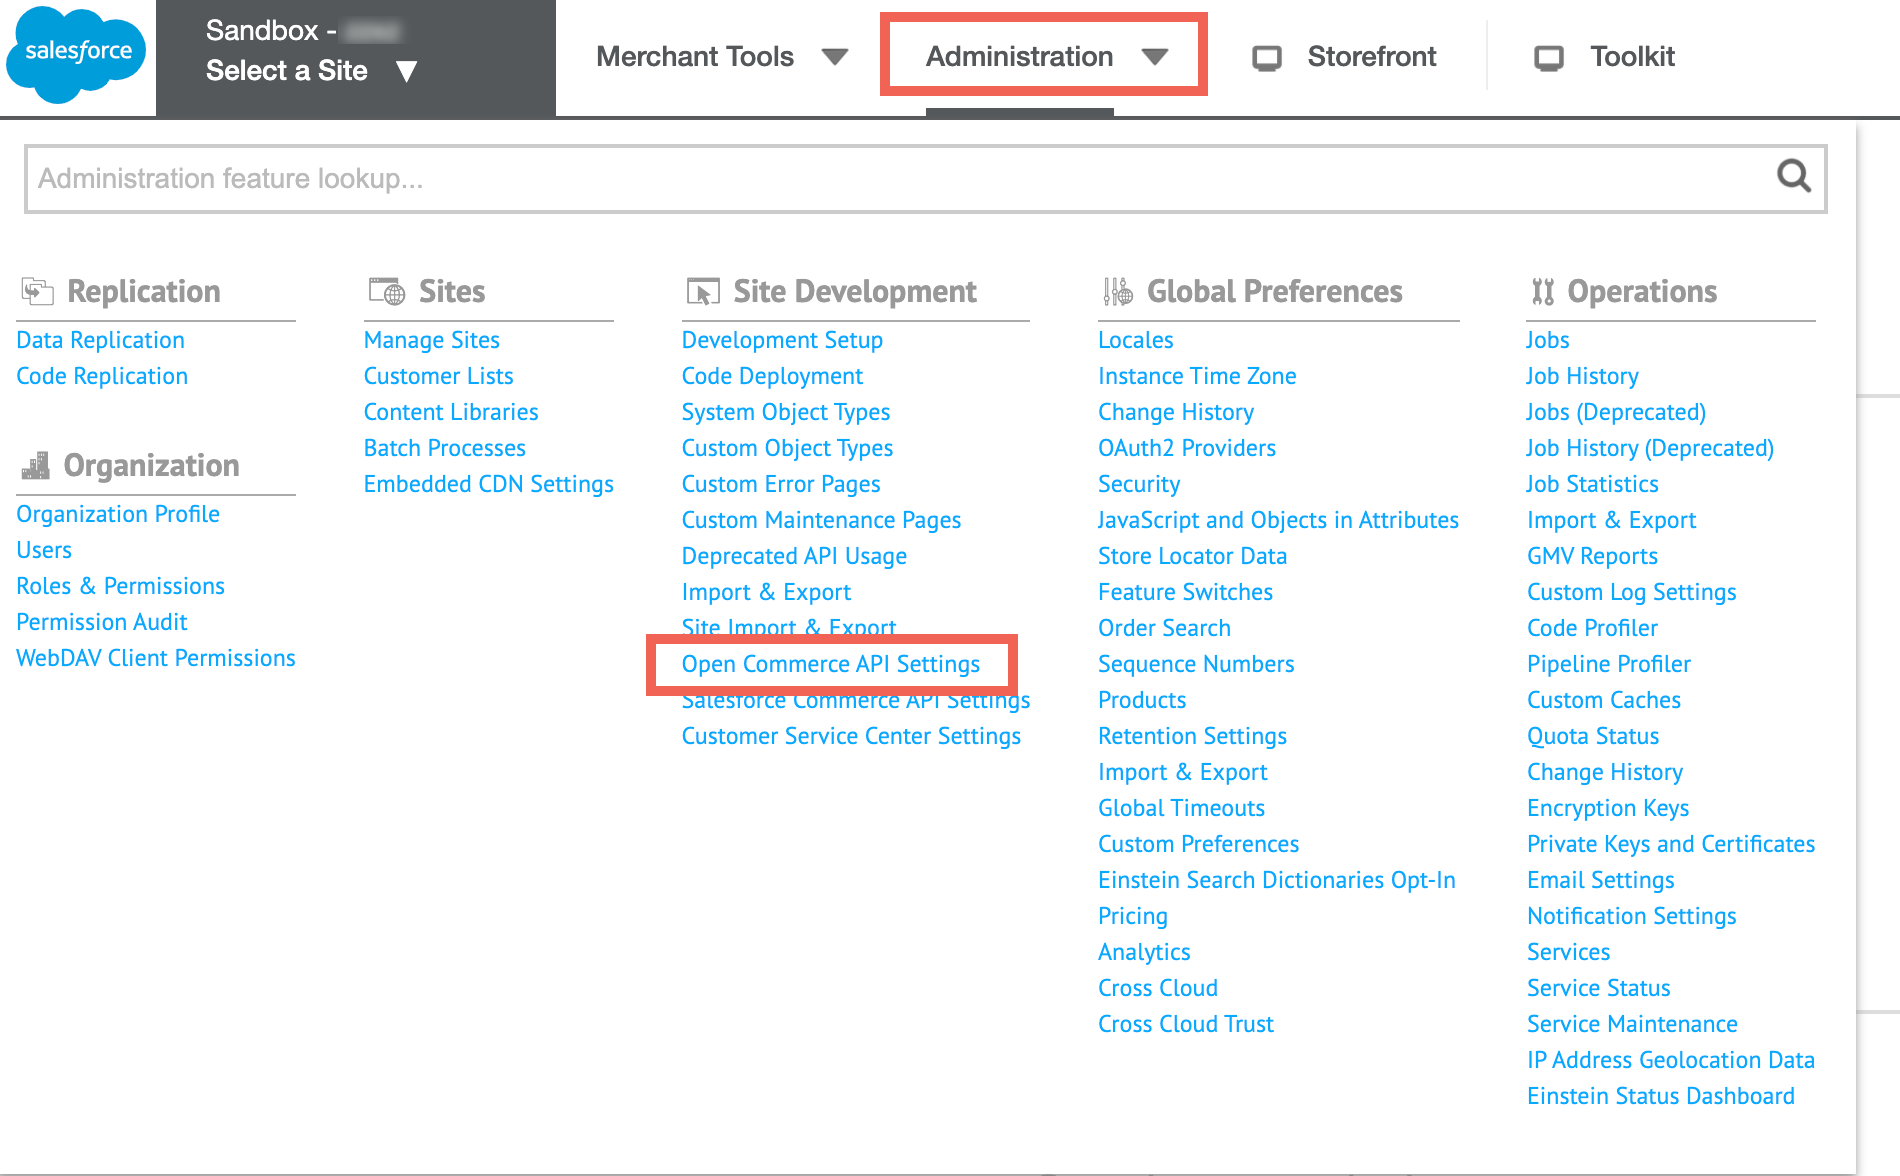 salesforce
Sandbox -
Select a Site
Merchant Tools
Administration
Storefront
Toolkit
Administration feature lookup...
Replication
Data Replication
Code Replication
Organization
Organization Profile
Users
Roles & Permissions
Permission Audit
WebDAV Client Permissions
Sites
Manage Sites
Customer Lists
Content Libraries
Batch Processes
Embedded CDN Settings
Site Development
Development Setup
Code Deployment
System Object Types
Custom Object Types
Custom Error Pages
Custom Maintenance Pages
Deprecated API Usage
Import & Export
Site Import & Export
Open Commerce API Settings
Salesforce Commerce API Settings
Customer Service Center Settings
Global Preferences
Locales
Instance Time Zone
Change History
OAuth2 Providers
Security
JavaScript and Objects in Attributes
Store Locator Data
Feature Switches
Order Search
Sequence Numbers
Products
Retention Settings
Import & Export
Global Timeouts
Custom Preferences
Einstein Search Dictionaries Opt-In
Pricing
Analytics
Cross Cloud
Cross Cloud Trust
Operations
Jobs
Job History
Jobs (Deprecated)
Job History (Deprecated)
Job Statistics
Import & Export
GMV Reports
Custom Log Settings
Code Profiler
Pipeline Profiler
Custom Caches
Quota Status
Change History
Encryption Keys
Private Keys and Certificates
Email Settings
Notification Settings
Services
Service Status
Service Maintenance
IP Address Geolocation Data
Einstein Status Dashboard